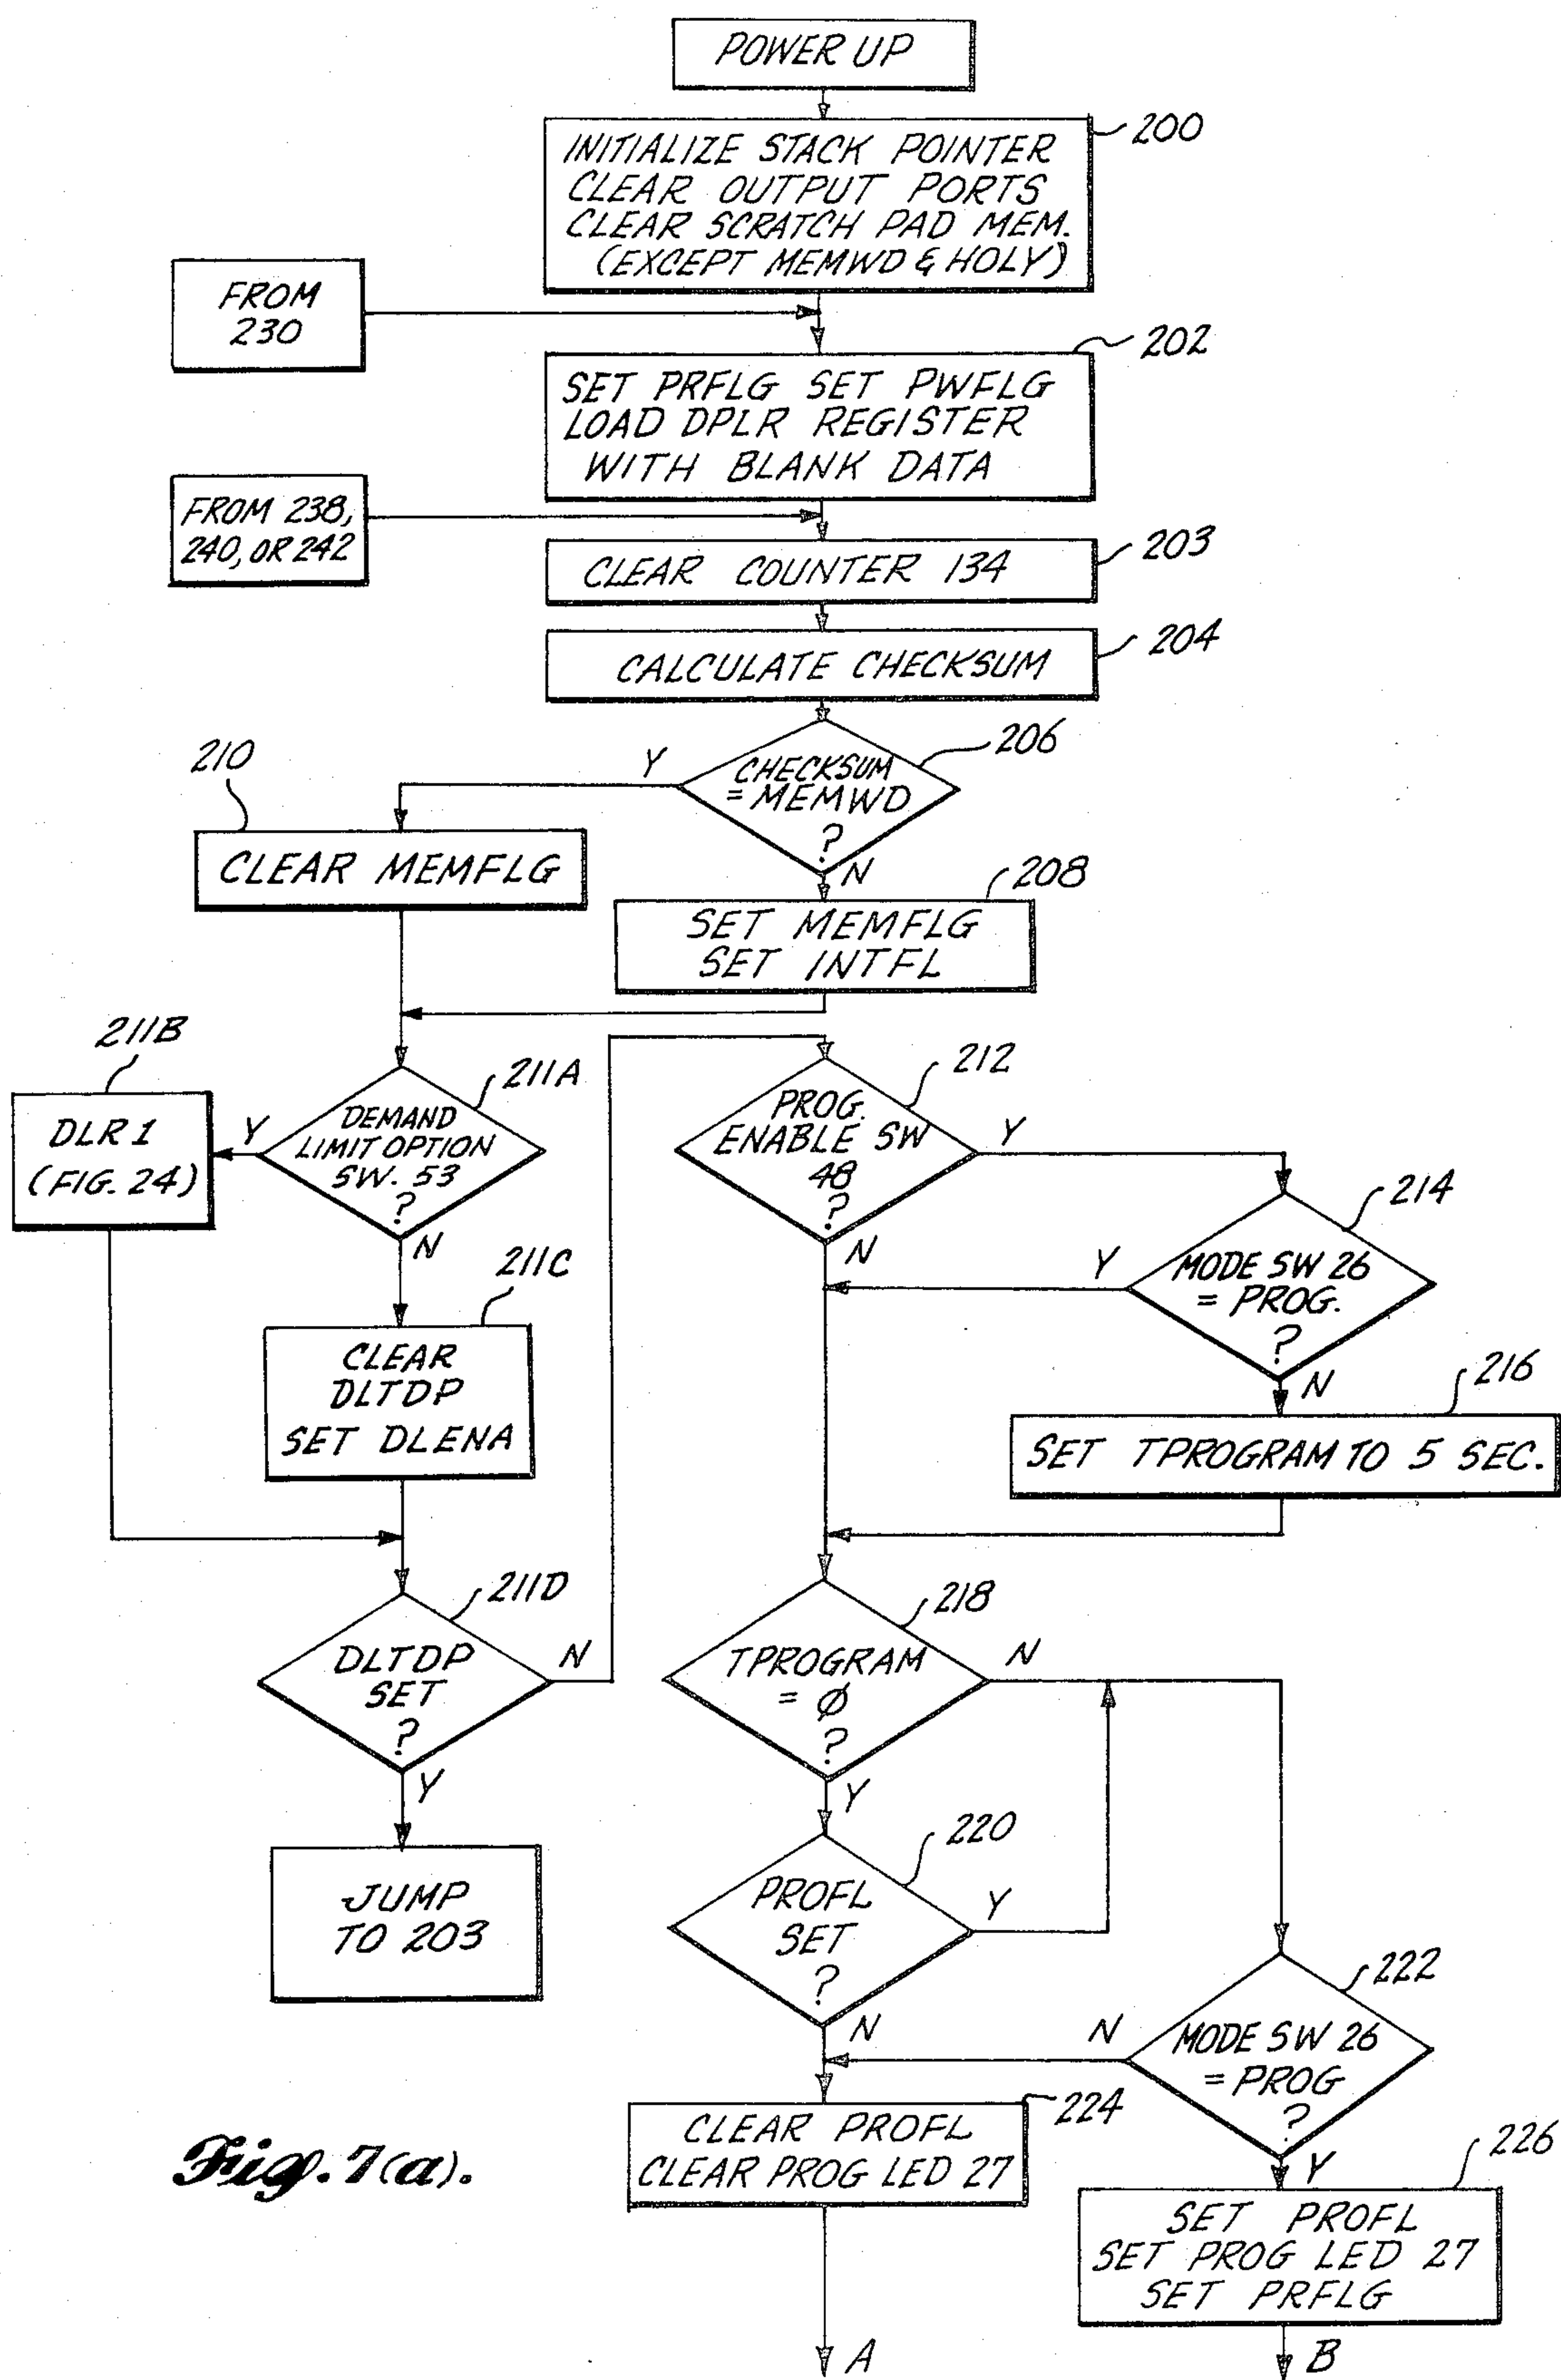 POWER UP
200
INITIALIZE STACK POINTER
CLEAR OUTPUT PORTS
CLEAR SCRATCH PAD MEM.
(EXCEPT MEMWD & HOLY)
FROM
230
202
SET PRFLG SET PWFLG
LOAD DPLR REGISTER
WITH BLANK DATA
FROM 238,
240, OR 242
203
CLEAR COUNTER 134
204
CALCULATE CHECKSUM
206
CHECKSUM
= MEMWD
?
Y
N
210
CLEAR MEMFLG
208
SET MEMFLG
SET INTFL
211B
DLR 1
(FIG. 24)
211A
DEMAND
LIMIT OPTION
SW. 53
?
Y
N
212
PROG.
ENABLE SW
48
?
Y
N
214
MODE SW 26
= PROG.
?
Y
N
211C
CLEAR
DLTDP
SET DLENA
216
SET TPROGRAM TO 5 SEC.
211D
DLTDP
SET
?
N
Y
218
TPROGRAM
= Ø
?
N
Y
JUMP
TO 203
220
PROFL
SET
?
Y
N
222
MODE SW 26
= PROG
?
N
Y
224
CLEAR PROFL
CLEAR PROG LED 27
226
SET PROFL
SET PROG LED 27
SET PRFLG
A
B
Fig. 7(a).